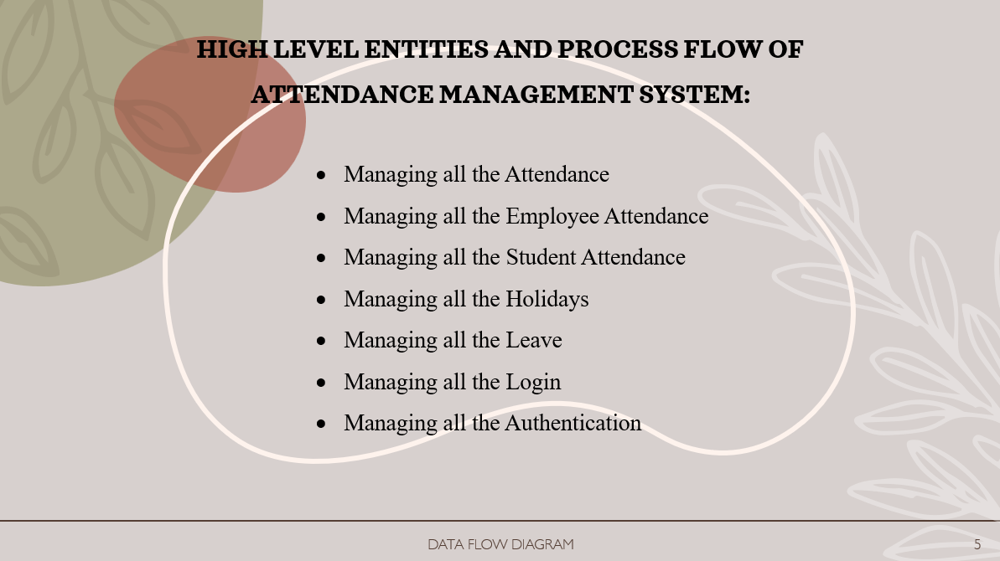 HIGH LEVEL ENTITIES AND PROCESS FLOW OF
ATTENDANCE MANAGEMENT SYSTEM:
• Managing all the Attendance
• Managing all the Employee Attendance
• Managing all the Student Attendance
• Managing all the Holidays
• Managing all the Leave
• Managing all the Login
• Managing all the Authentication
DATA FLOW DIAGRAM
5